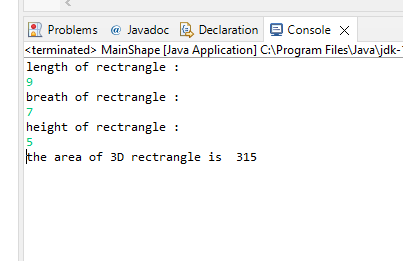 Problems @ Javadoc Declaration Console
<terminated> MainShape [Java Application] C:\Program Files\Java\jdk-
length of rectrangle :
9
breath of rectrangle :
7
height of rectrangle :
5
the area of 3D rectrangle is  315